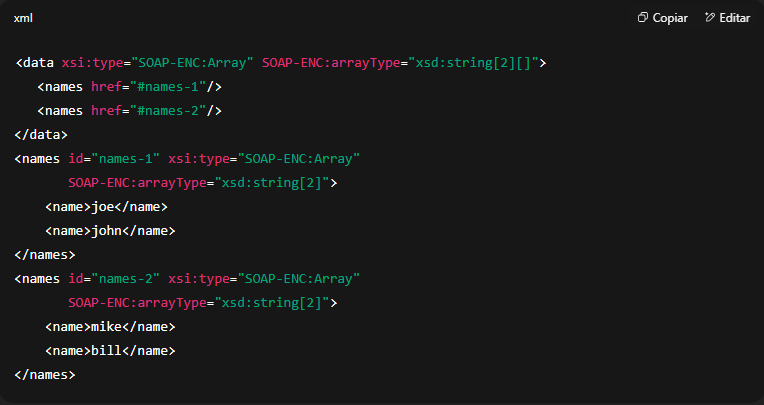 xml
Copiar
Editar
<data xsi:type="SOAP-ENC:Array" SOAP-ENC:arrayType="xsd:string[2][]">
   <names href="#names-1"/>
   <names href="#names-2"/>
</data>
<names id="names-1" xsi:type="SOAP-ENC:Array"
       SOAP-ENC:arrayType="xsd:string[2]">
    <name>joe</name>
    <name>john</name>
</names>
<names id="names-2" xsi:type="SOAP-ENC:Array"
       SOAP-ENC:arrayType="xsd:string[2]">
    <name>mike</name>
    <name>bill</name>
</names>